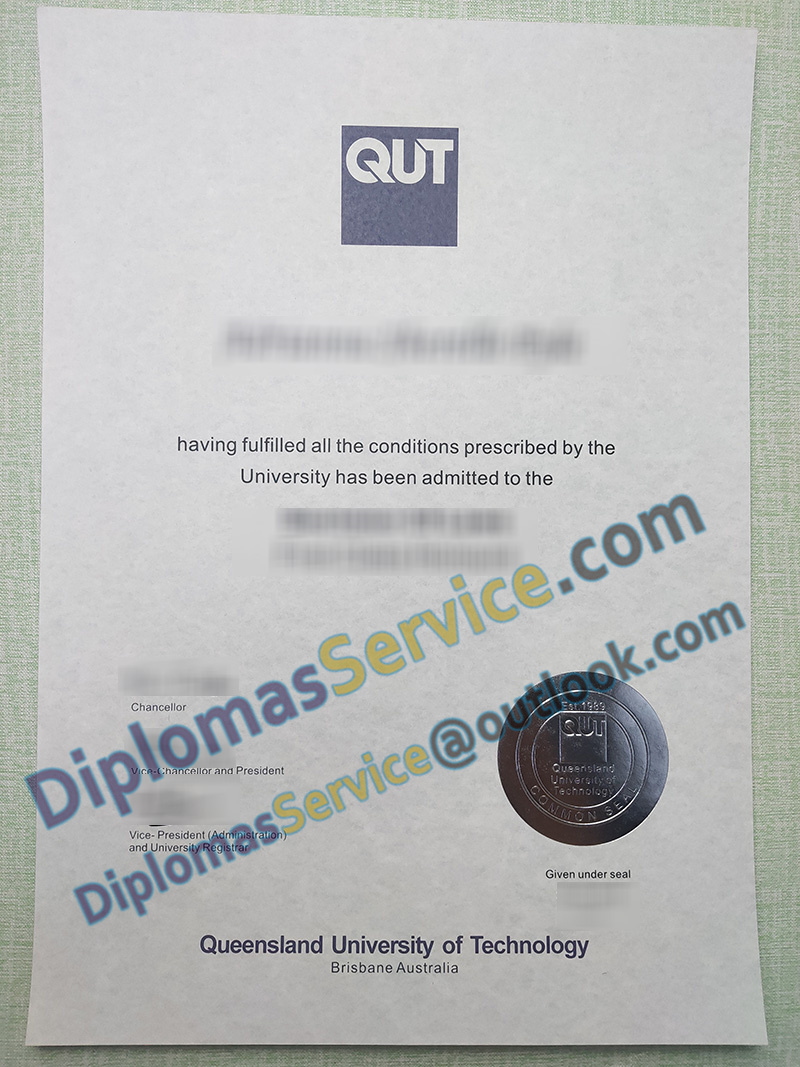 QUT
having fulfilled all the conditions prescribed by the
University has been admitted to the
DiplomasService.com
DiplomasService@outlook.com
Chancellor
Vice-Chancellor and President
Vice- President (Administration)
and University Registrar
Est 1989
QUT
Queensland
University of
Technology
COMMON SEAL
Given under seal
Queensland University of Technology
Brisbane Australia